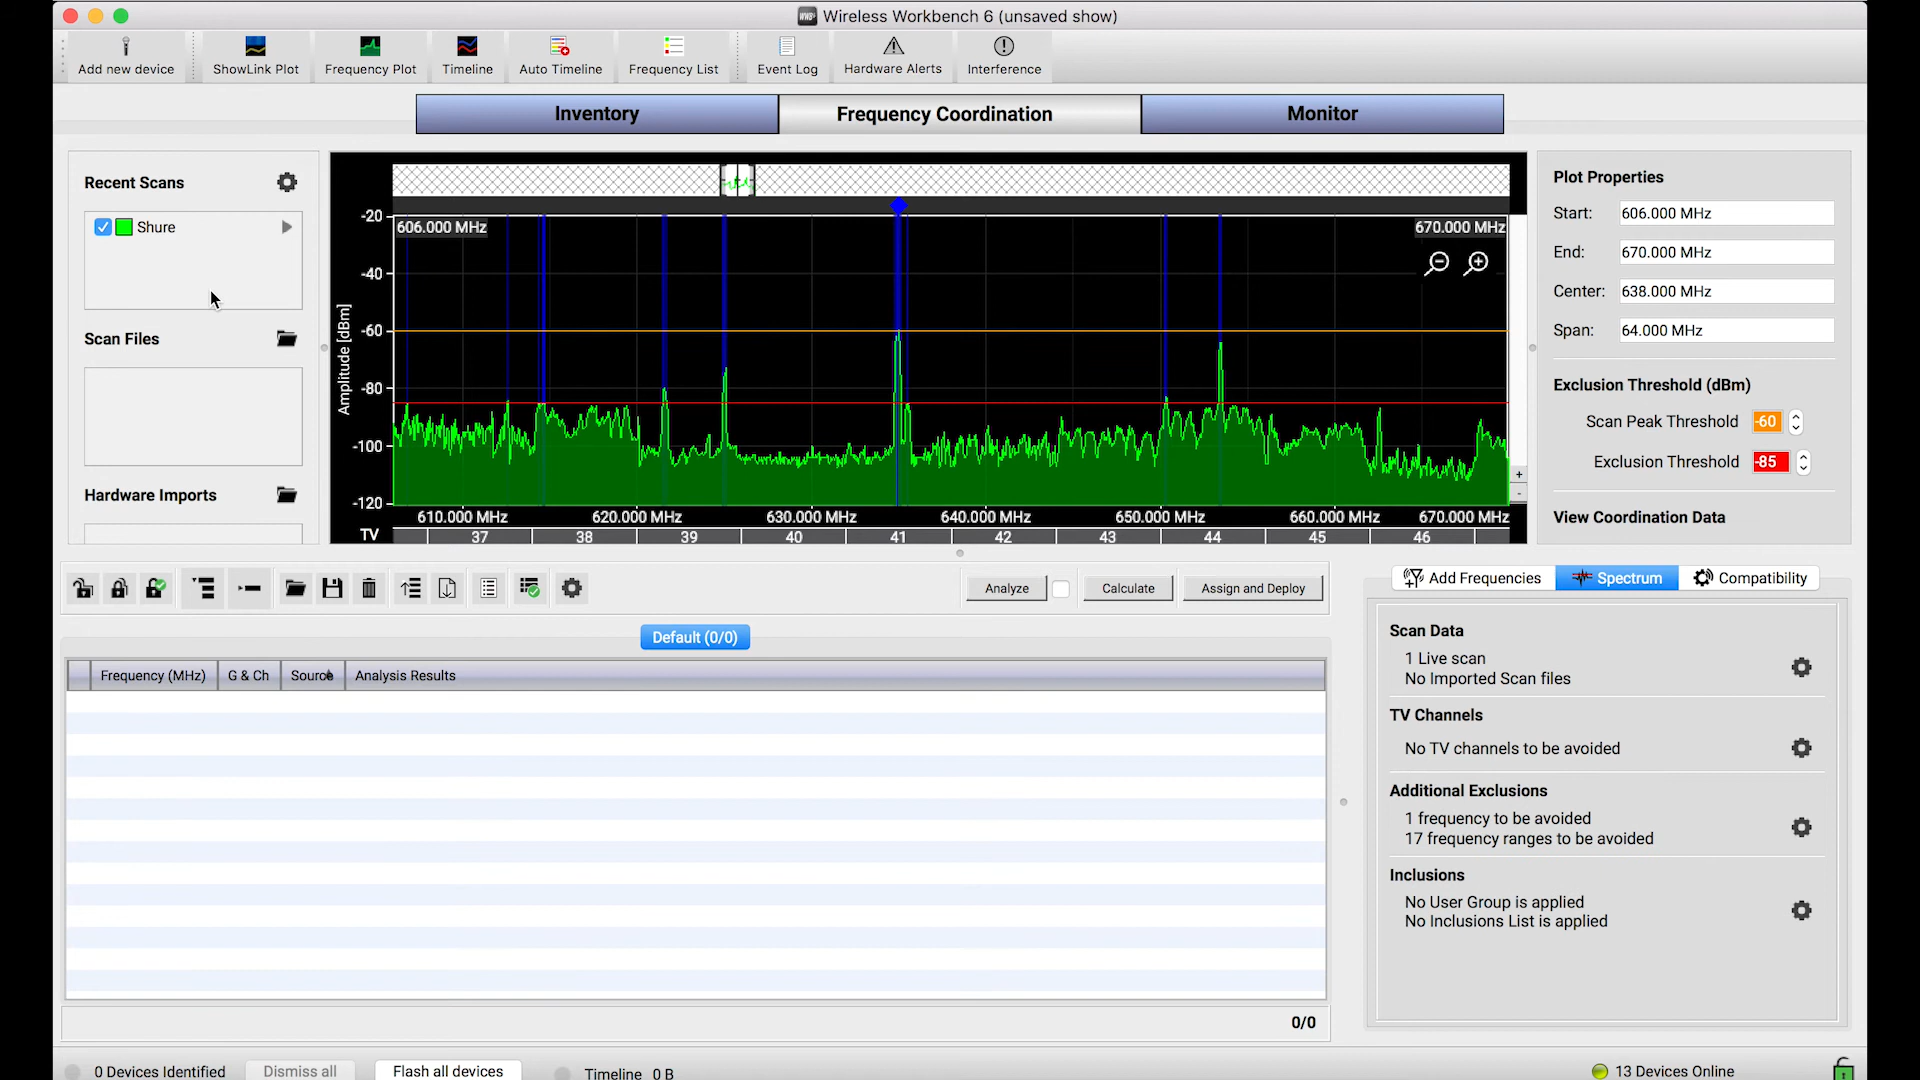 Wireless Workbench 6 (unsaved show)
Add new device
ShowLink Plot
Frequency Plot
Timeline
Auto Timeline
Frequency List
Event Log
Hardware Alerts
Interference
Inventory
Frequency Coordination
Monitor
Recent Scans
Shure
Scan Files
Hardware Imports
606.000 MHz
670.000 MHz
Amplitude [dBm]
-20
-40
-60
-80
-100
-120
610.000 MHz 620.000 MHz 630.000 MHz 640.000 MHz 650.000 MHz 660.000 MHz 670.000 MHz
TV 37 38 39 40 41 42 43 44 45 46
+
-
Plot Properties
Start: 606.000 MHz
End: 670.000 MHz
Center: 638.000 MHz
Span: 64.000 MHz
Exclusion Threshold (dBm)
Scan Peak Threshold -60
Exclusion Threshold -85
View Coordination Data
Analyze
Calculate
Assign and Deploy
Default (0/0)
Frequency (MHz) G & Ch Source Analysis Results
0/0
Add Frequencies Spectrum Compatibility
Scan Data
1 Live scan
No Imported Scan files
TV Channels
No TV channels to be avoided
Additional Exclusions
1 frequency to be avoided
17 frequency ranges to be avoided
Inclusions
No User Group is applied
No Inclusions List is applied
0 Devices Identified
Dismiss all
Flash all devices
Timeline 0 B
13 Devices Online